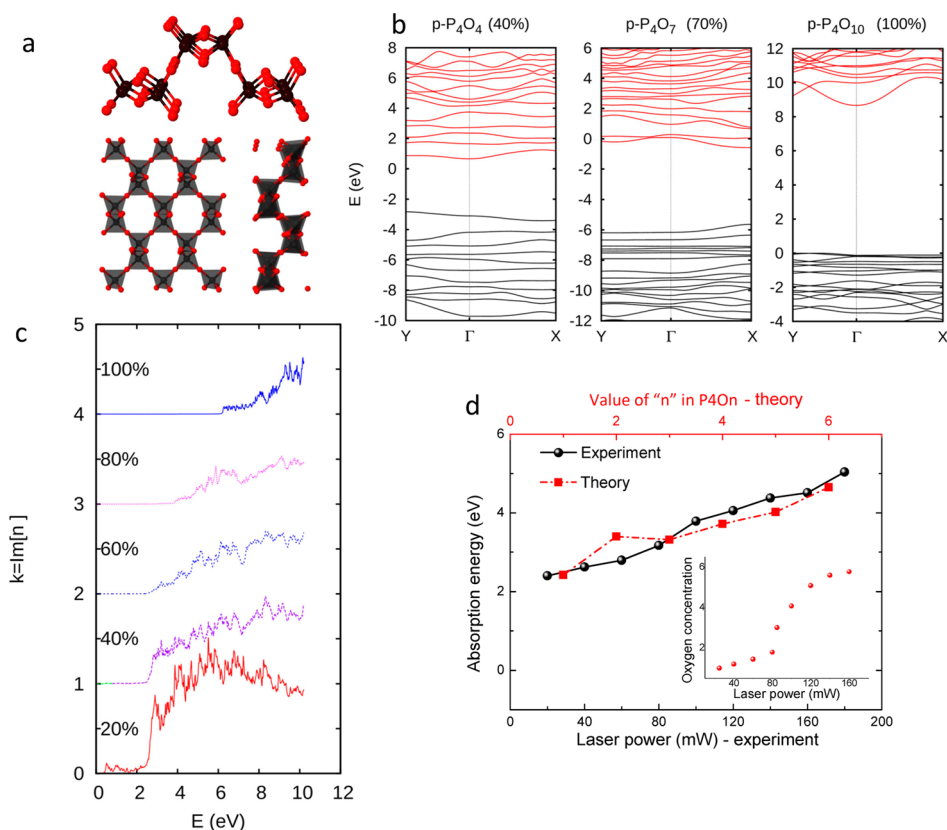 a
b
p-P₄O₄ (40%)
p-P₄O₇ (70%)
p-P₄O₁₀ (100%)
E (eV)
8
6
4
2
0
-2
-4
-6
-8
-10
Y
Γ
X
6
4
2
0
-2
-4
-6
-8
-10
-12
Y
Γ
X
12
10
8
6
4
2
0
-2
-4
Y
Γ
X
c
k=Im[n ]
5
4
3
2
1
0
100%
80%
60%
40%
20%
0 2 4 6 8 10 12
E (eV)
d
Value of “n” in P4On - theory
0 2 4 6
Experiment
Theory
Absorption energy (eV)
6
4
2
0
Oxygen concentration
6
4
2
40 80 120 160
Laser power (mW)
0 40 80 120 160 200
Laser power (mW) - experiment